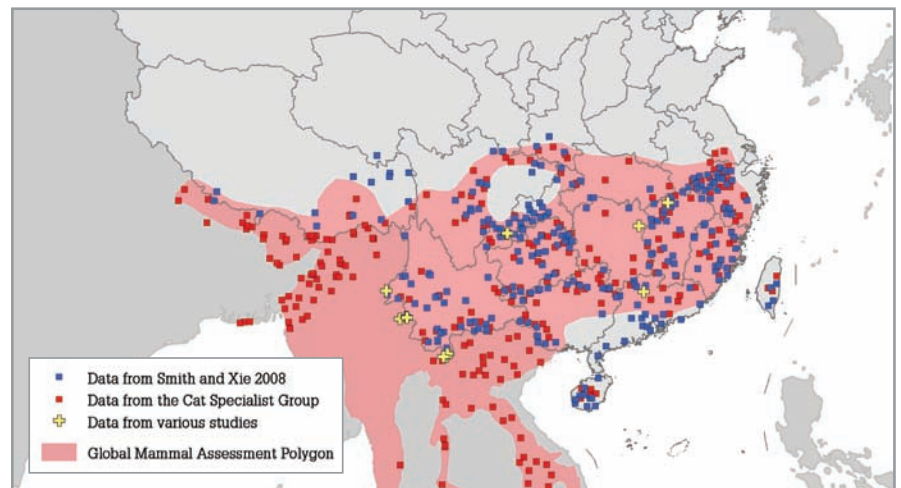 Data from Smith and Xie 2008
Data from the Cat Specialist Group
Data from various studies
Global Mammal Assessment Polygon